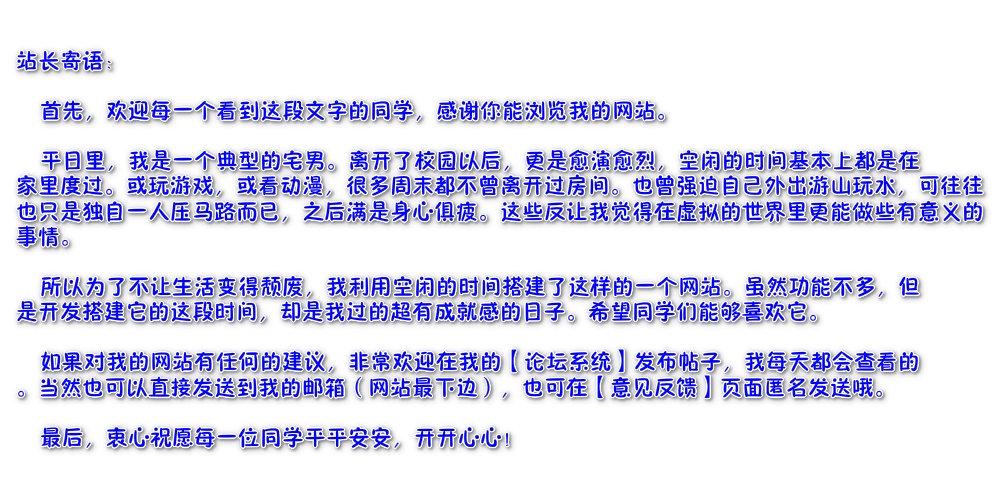 站长寄语：
首先，欢迎每一个看到这段文字的同学，感谢你能浏览我的网站。
平日里，我是一个典型的宅男。离开了校园以后，更是愈演愈烈，空闲的时间基本上都是在
家里度过。或玩游戏，或看动漫，很多周末都不曾离开过房间。也曾强迫自己外出游山玩水，可往往
也只是独自一人压马路而已，之后满是身心俱疲。这些反让我觉得在虚拟的世界里更能做些有意义的
事情。
所以为了不让生活变得颓废，我利用空闲的时间搭建了这样的一个网站。虽然功能不多，但
是开发搭建它的这段时间，却是我过的超有成就感的日子。希望同学们能够喜欢它。
如果对我的网站有任何的建议，非常欢迎在我的【论坛系统】发布帖子，我每天都会查看的
。当然也可以直接发送到我的邮箱（网站最下边），也可在【意见反馈】页面匿名发送哦。
最后，衷心祝愿每一位同学平平安安，开开心心！